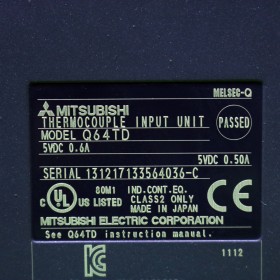 MELSEC-Q
MITSUBISHI
THERMOCOUPLE INPUT UNIT
MODEL Q64TD
PASSED
5VDC 0.6A
5VDC 0.50A
SERIAL 131217133564036-C
C UL US LISTED
80M1 IND.CONT.EQ.
CLASS2 ONLY
MADE IN JAPAN
MITSUBISHI ELECTRIC CORPORATION
See Q64TD instruction manual.
1112